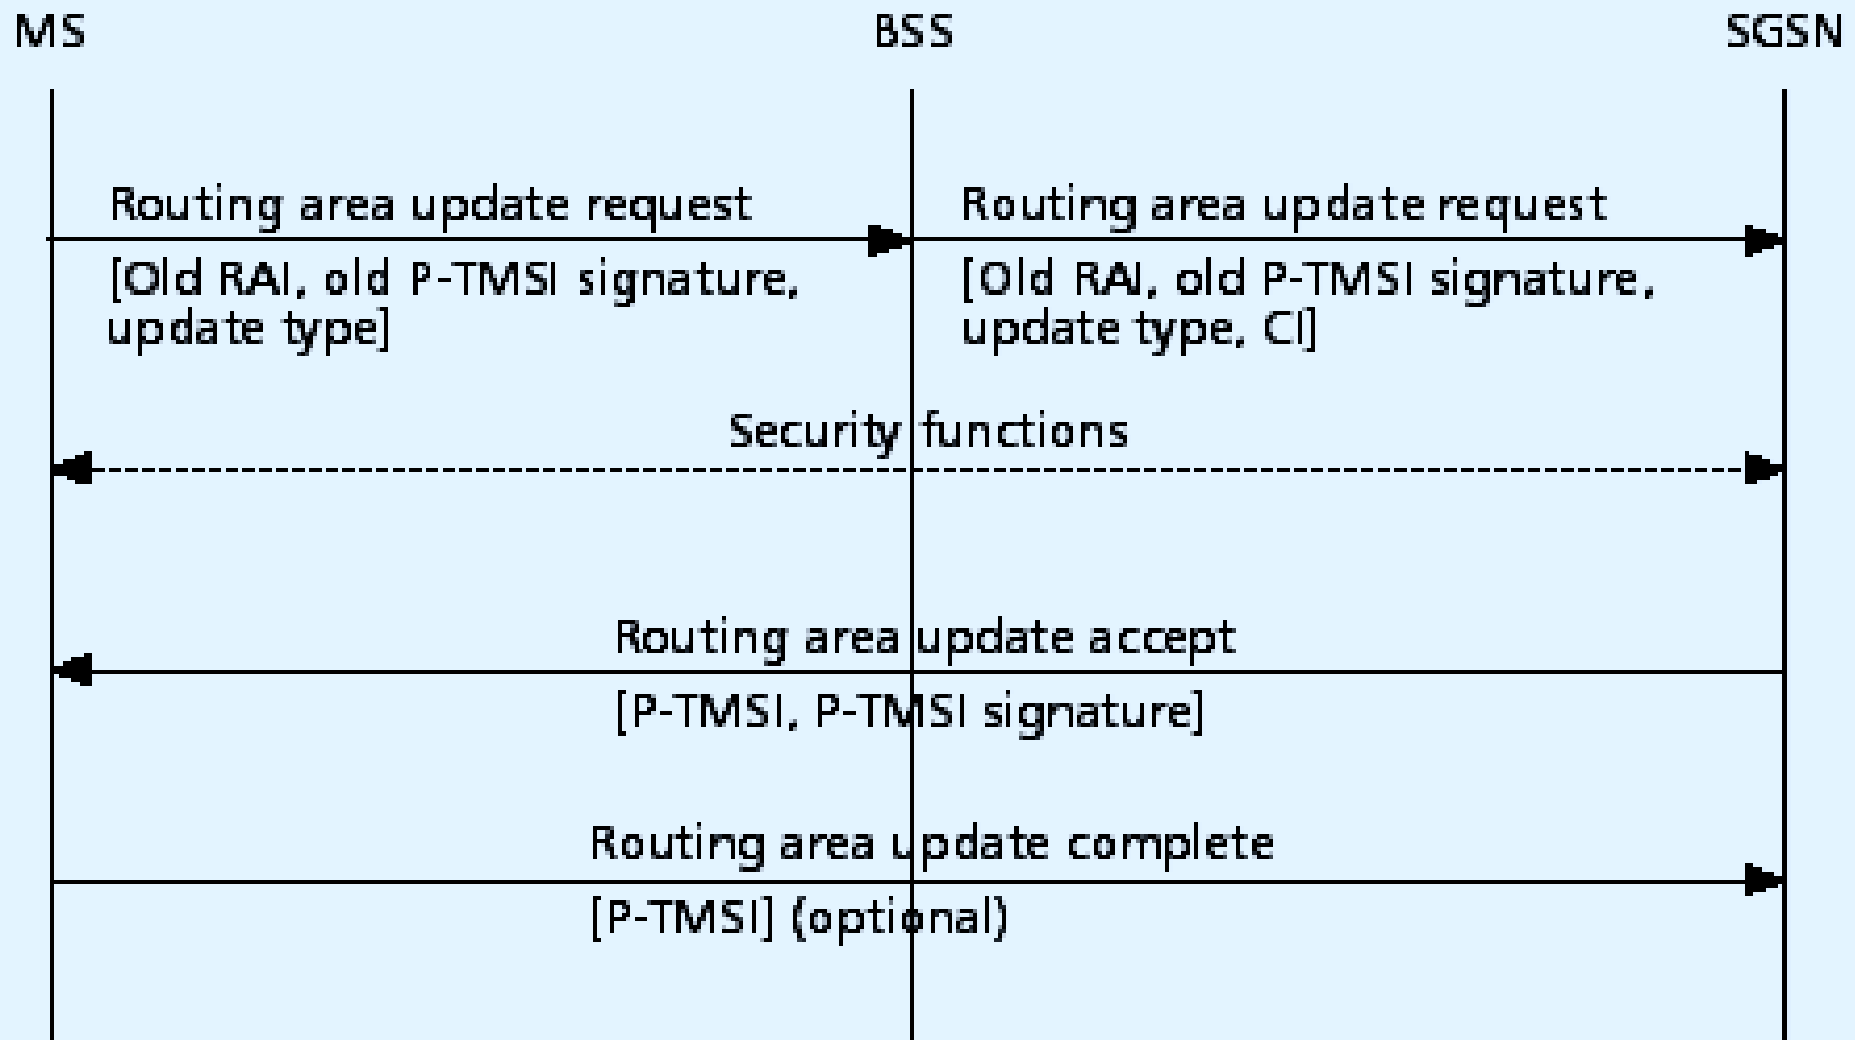 MS BSS SGSN
Routing area update request
[Old RAI, old P-TMSI signature,
update type]
Routing area update request
[Old RAI, old P-TMSI signature,
update type, CI]
Security functions
Routing area update accept
[P-TMSI, P-TMSI signature]
Routing area update complete
[P-TMSI] (optional)